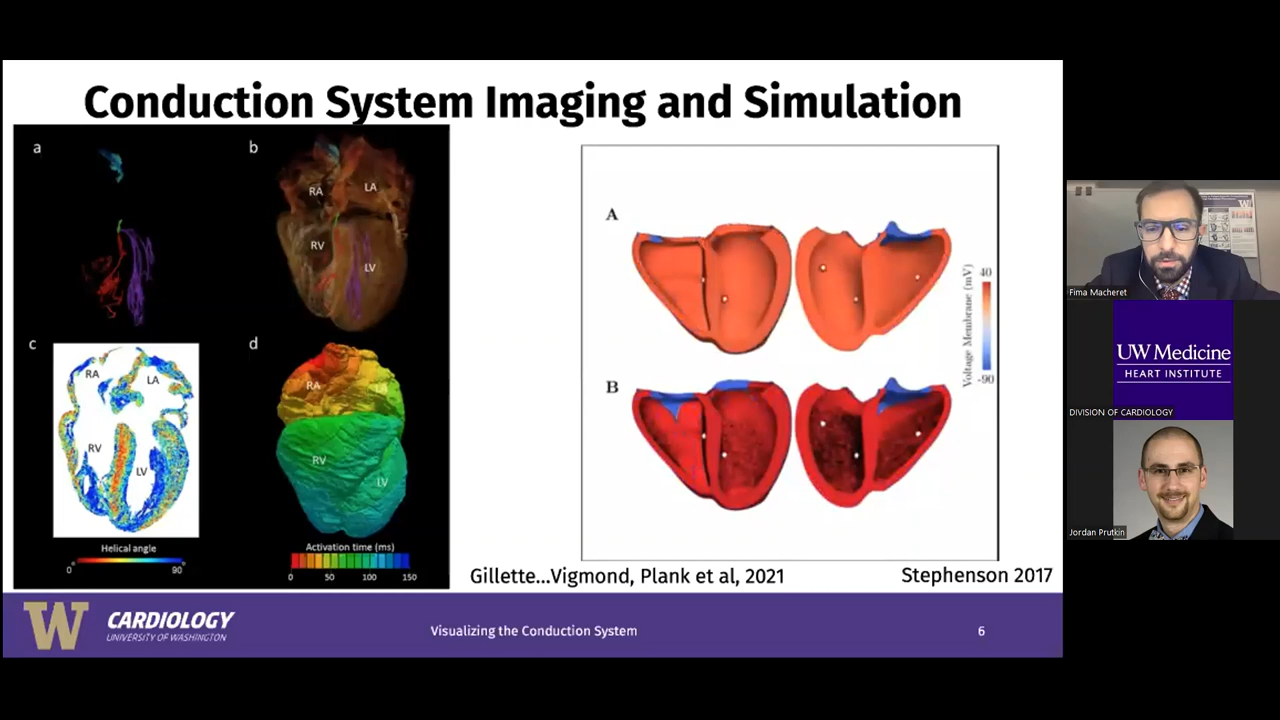 Conduction System Imaging and Simulation
a
b
RA
LA
RV
LV
c
d
RA
LA
RV
LV
RA
LA
RV
LV
Helical angle
0°
90°
Activation time (ms)
0 50 100 150
A
B
Voltage Membrane (mV)
40
-90
Gillette...Vigmond, Plank et al, 2021
Stephenson 2017
W
CARDIOLOGY
UNIVERSITY OF WASHINGTON
Visualizing the Conduction System
6
Fima Macheret
UW Medicine
HEART INSTITUTE
DIVISION OF CARDIOLOGY
Jordan Prutkin